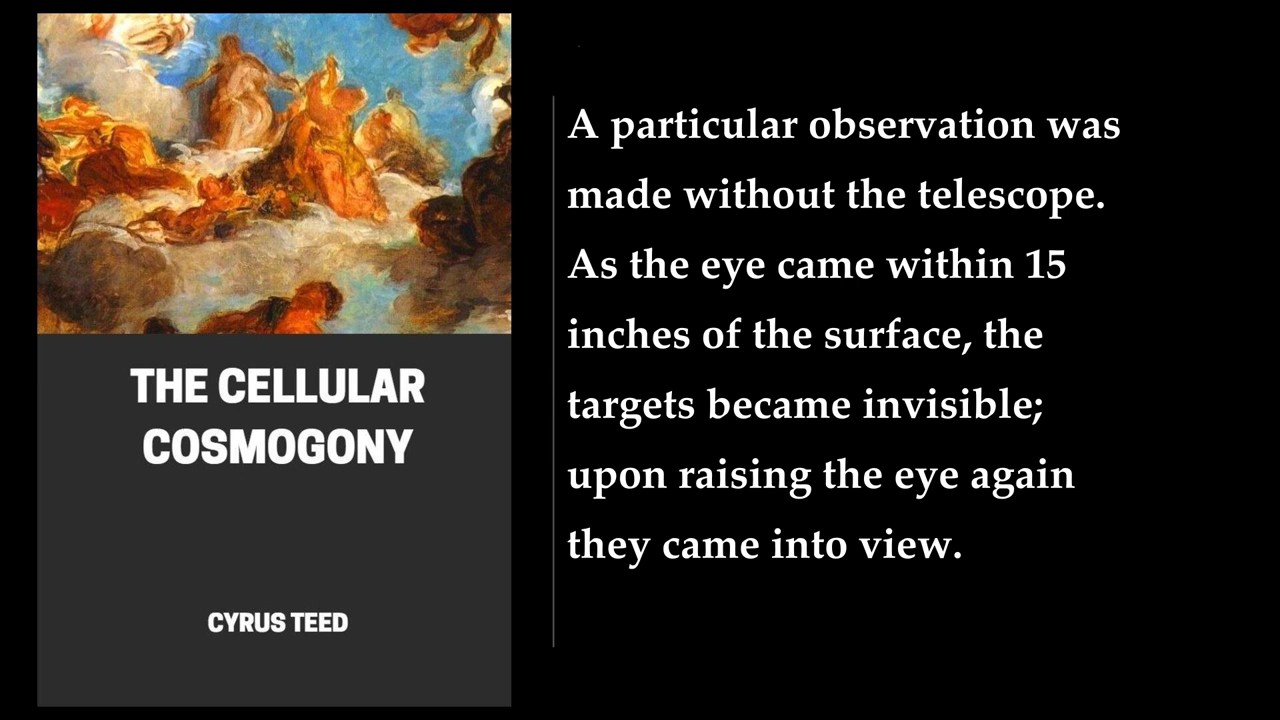 THE CELLULAR
COSMOGONY
CYRUS TEED
A particular observation was
made without the telescope.
As the eye came within 15
inches of the surface, the
targets became invisible;
upon raising the eye again
they came into view.